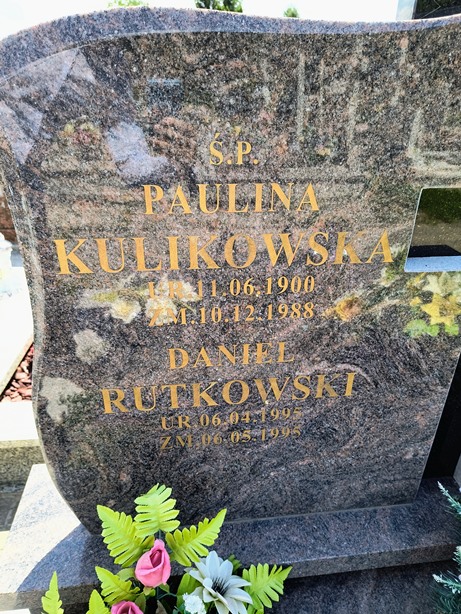 Ś.P.
PAULINA
KULIKOWSKA
UR.11.06.1900
ZM.10.12.1988
DANIEL
RUTKOWSKI
UR 06.04.1995
ZM.06.05.1995